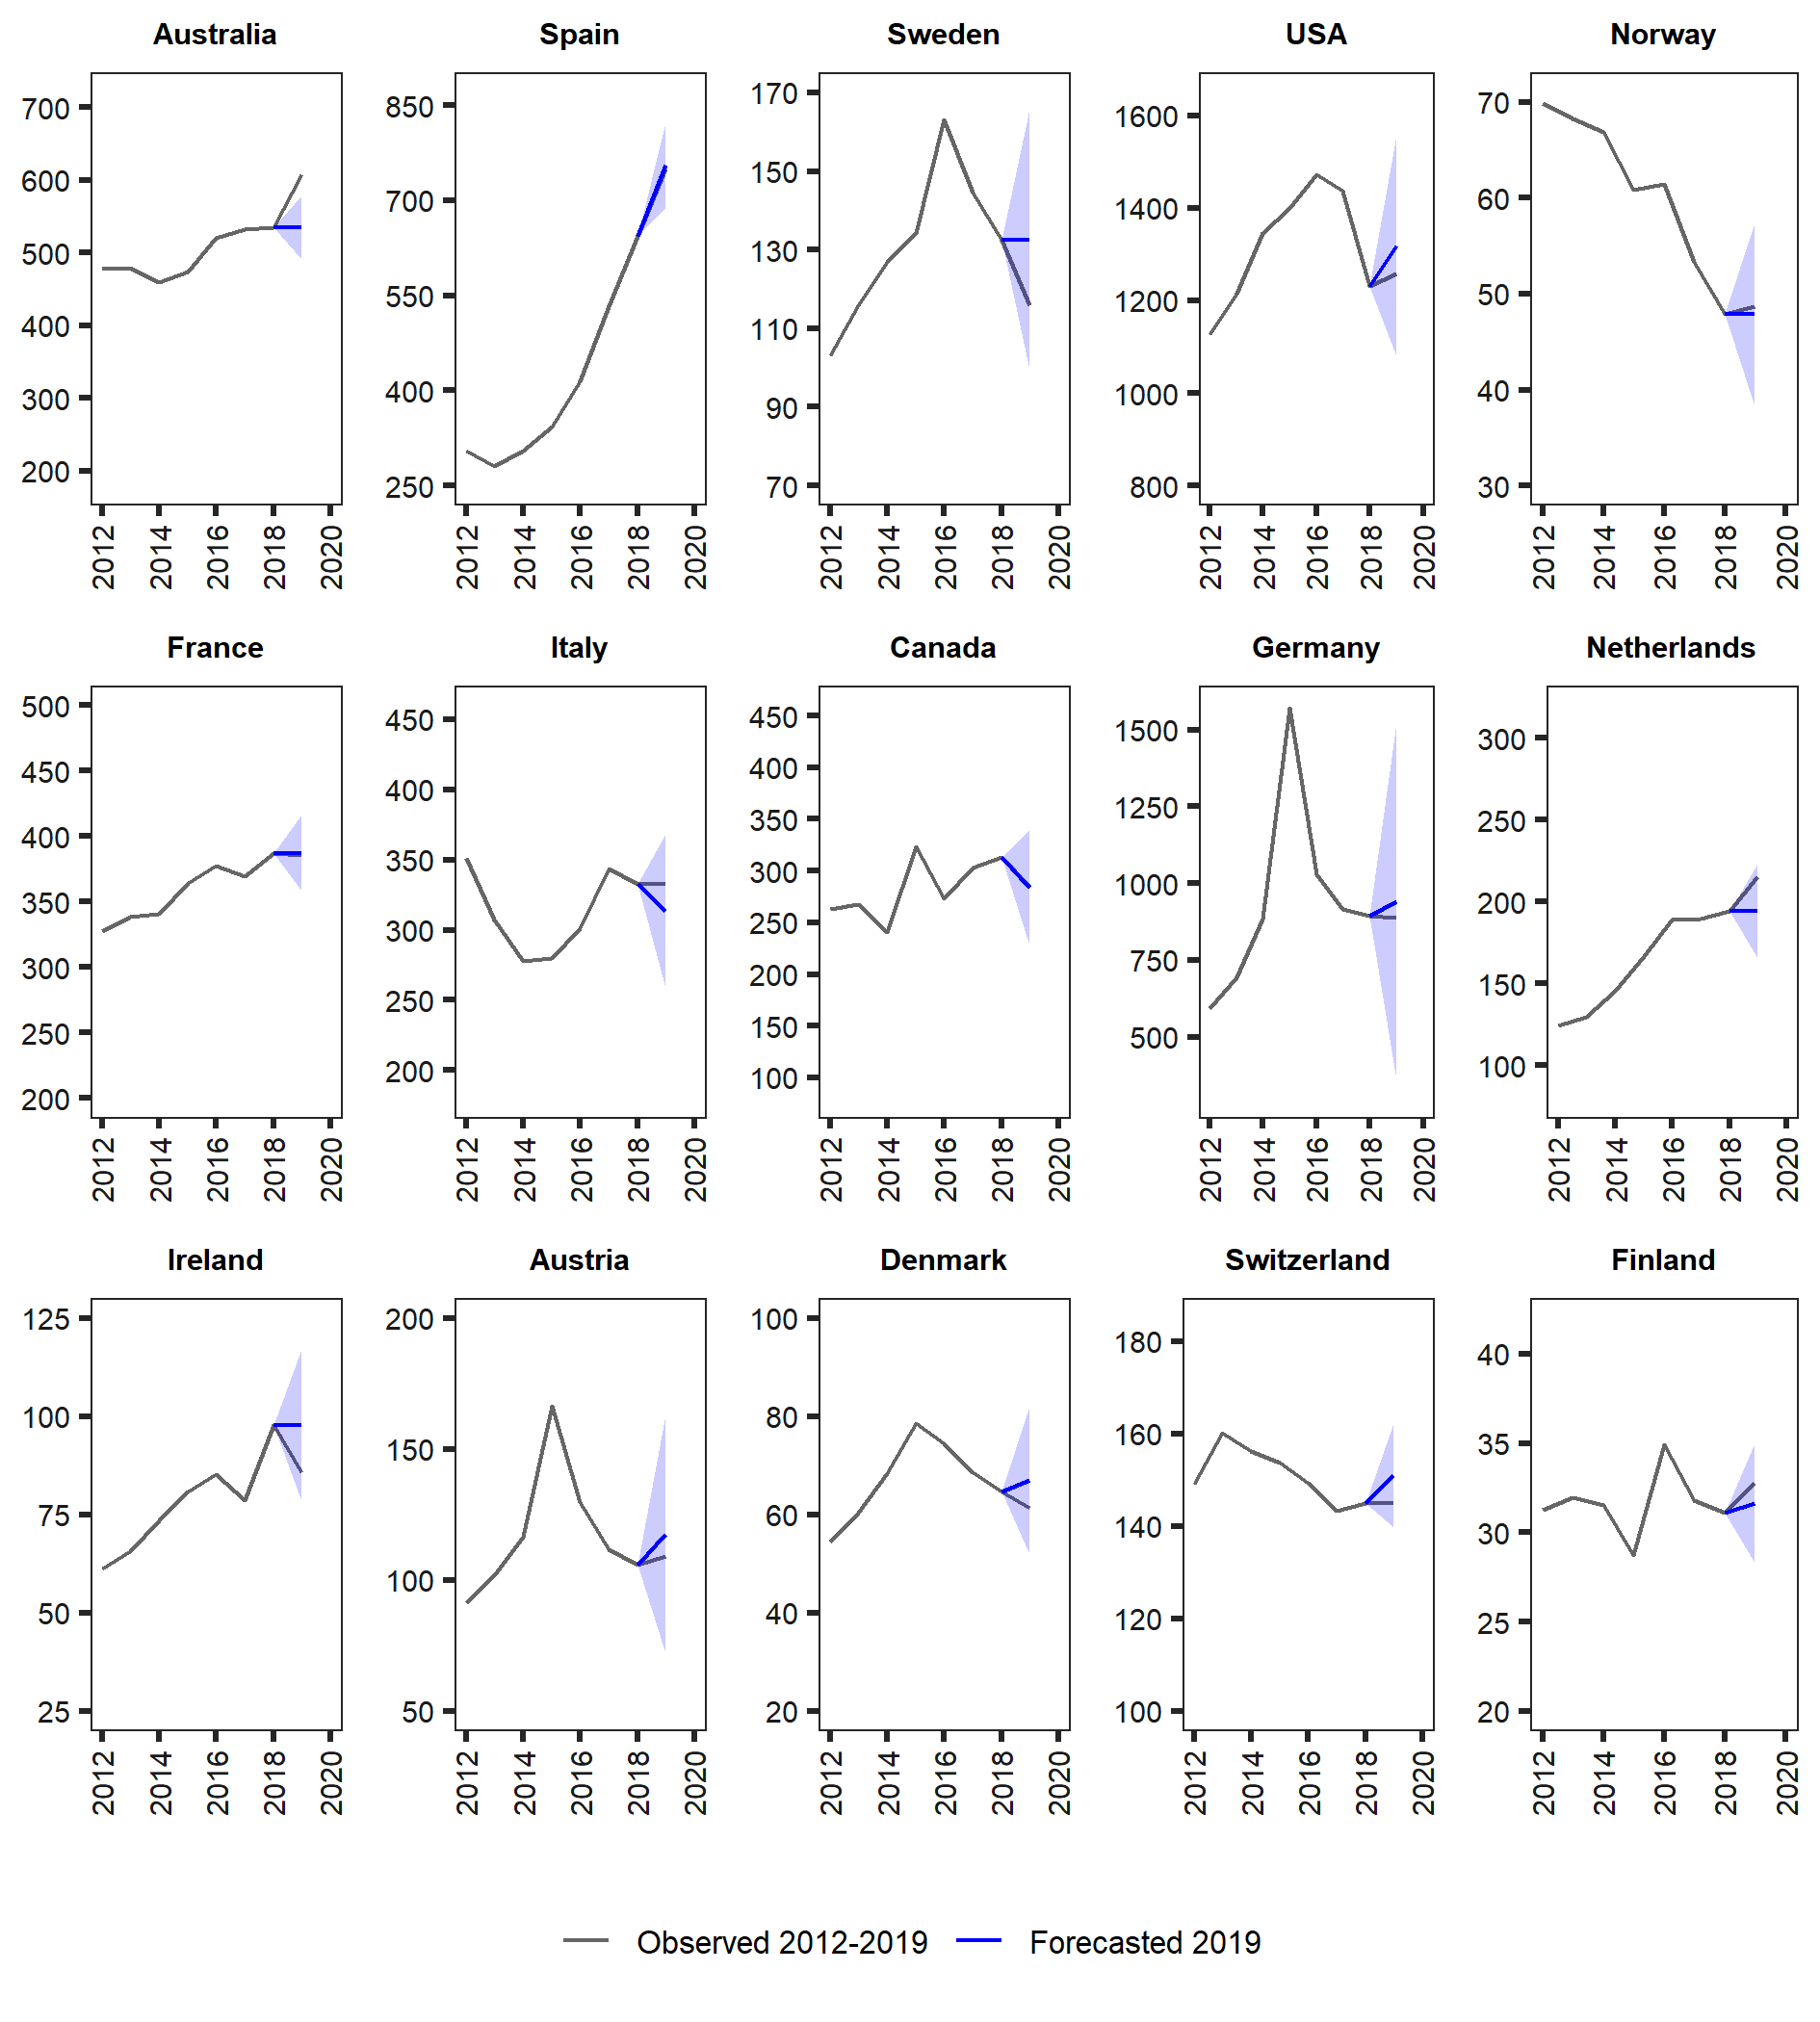 Australia Spain Sweden USA Norway
700 850 170 1600 70
600 700 150 1400 60
500 550 130 1200 50
400 400 110 1000 40
300 250 90 800 30
200 70
2012 2014 2016 2018 2020 2012 2014 2016 2018 2020 2012 2014 2016 2018 2020 2012 2014 2016 2018 2020 2012 2014 2016 2018 2020
France Italy Canada Germany Netherlands
500 450 450 1500 300
450 400 400 1250 250
400 350 350 1000 200
350 300 300 750 150
300 250 250 500 100
250 200 200
200 150
100
2012 2014 2016 2018 2020 2012 2014 2016 2018 2020 2012 2014 2016 2018 2020 2012 2014 2016 2018 2020 2012 2014 2016 2018 2020
Ireland Austria Denmark Switzerland Finland
125 200 100 180 40
100 150 80 160 35
75 100 60 140 30
50 50 40 120 25
25 20 100 20
2012 2014 2016 2018 2020 2012 2014 2016 2018 2020 2012 2014 2016 2018 2020 2012 2014 2016 2018 2020 2012 2014 2016 2018 2020
Observed 2012-2019 Forecasted 2019